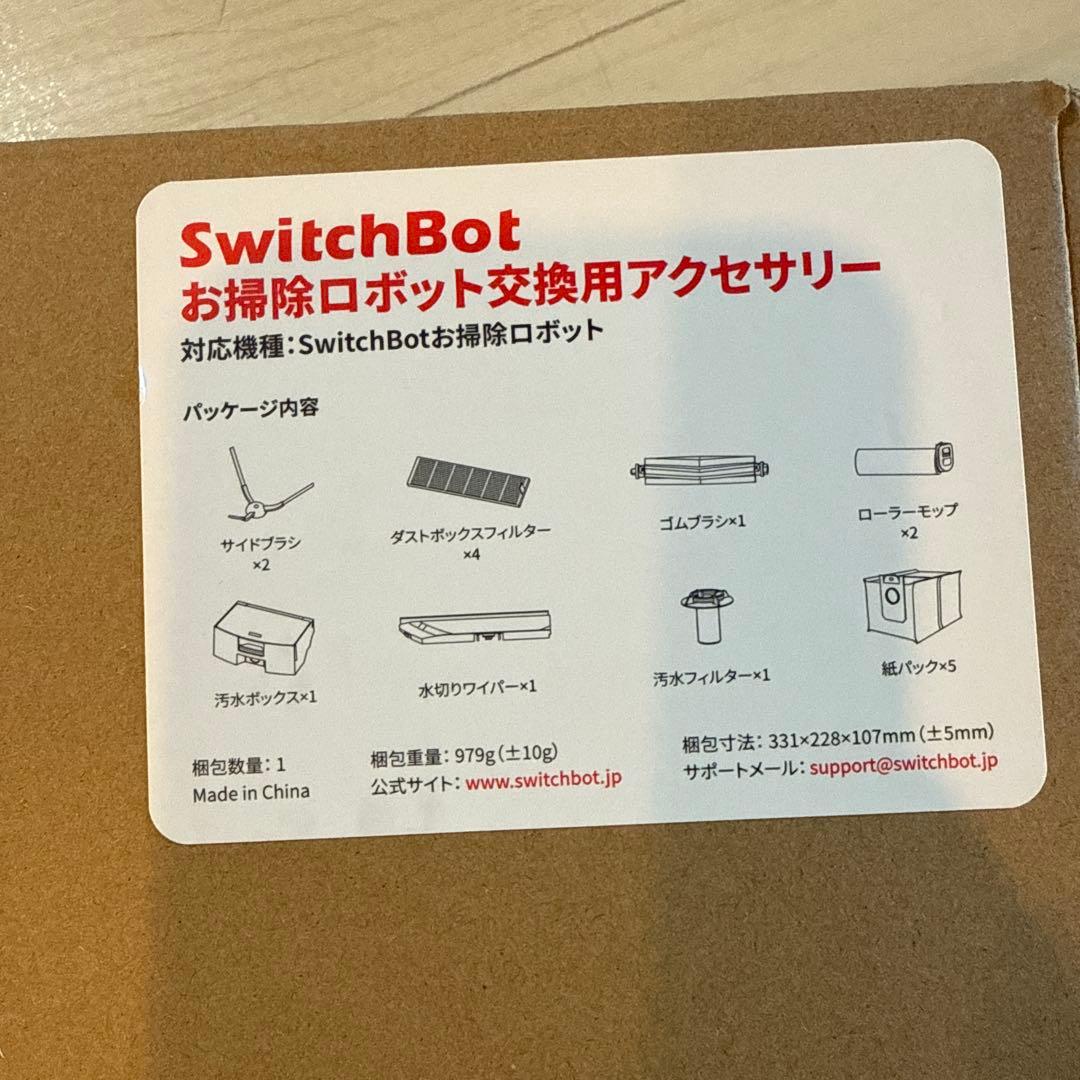 SwitchBot
お掃除ロボット交換用アクセサリー
対応機種：SwitchBotお掃除ロボット
パッケージ内容
サイドブラシ
×2
ダストボックスフィルター
×4
ゴムブラシ×1
ローラーモップ
×2
汚水ボックス×1
水切りワイパー×1
汚水フィルター×1
紙パック×5
梱包数量：1
Made in China
梱包重量：979g（±10g）
公式サイト：www.switchbot.jp
梱包寸法：331×228×107mm（±5mm）
サポートメール：support@switchbot.jp